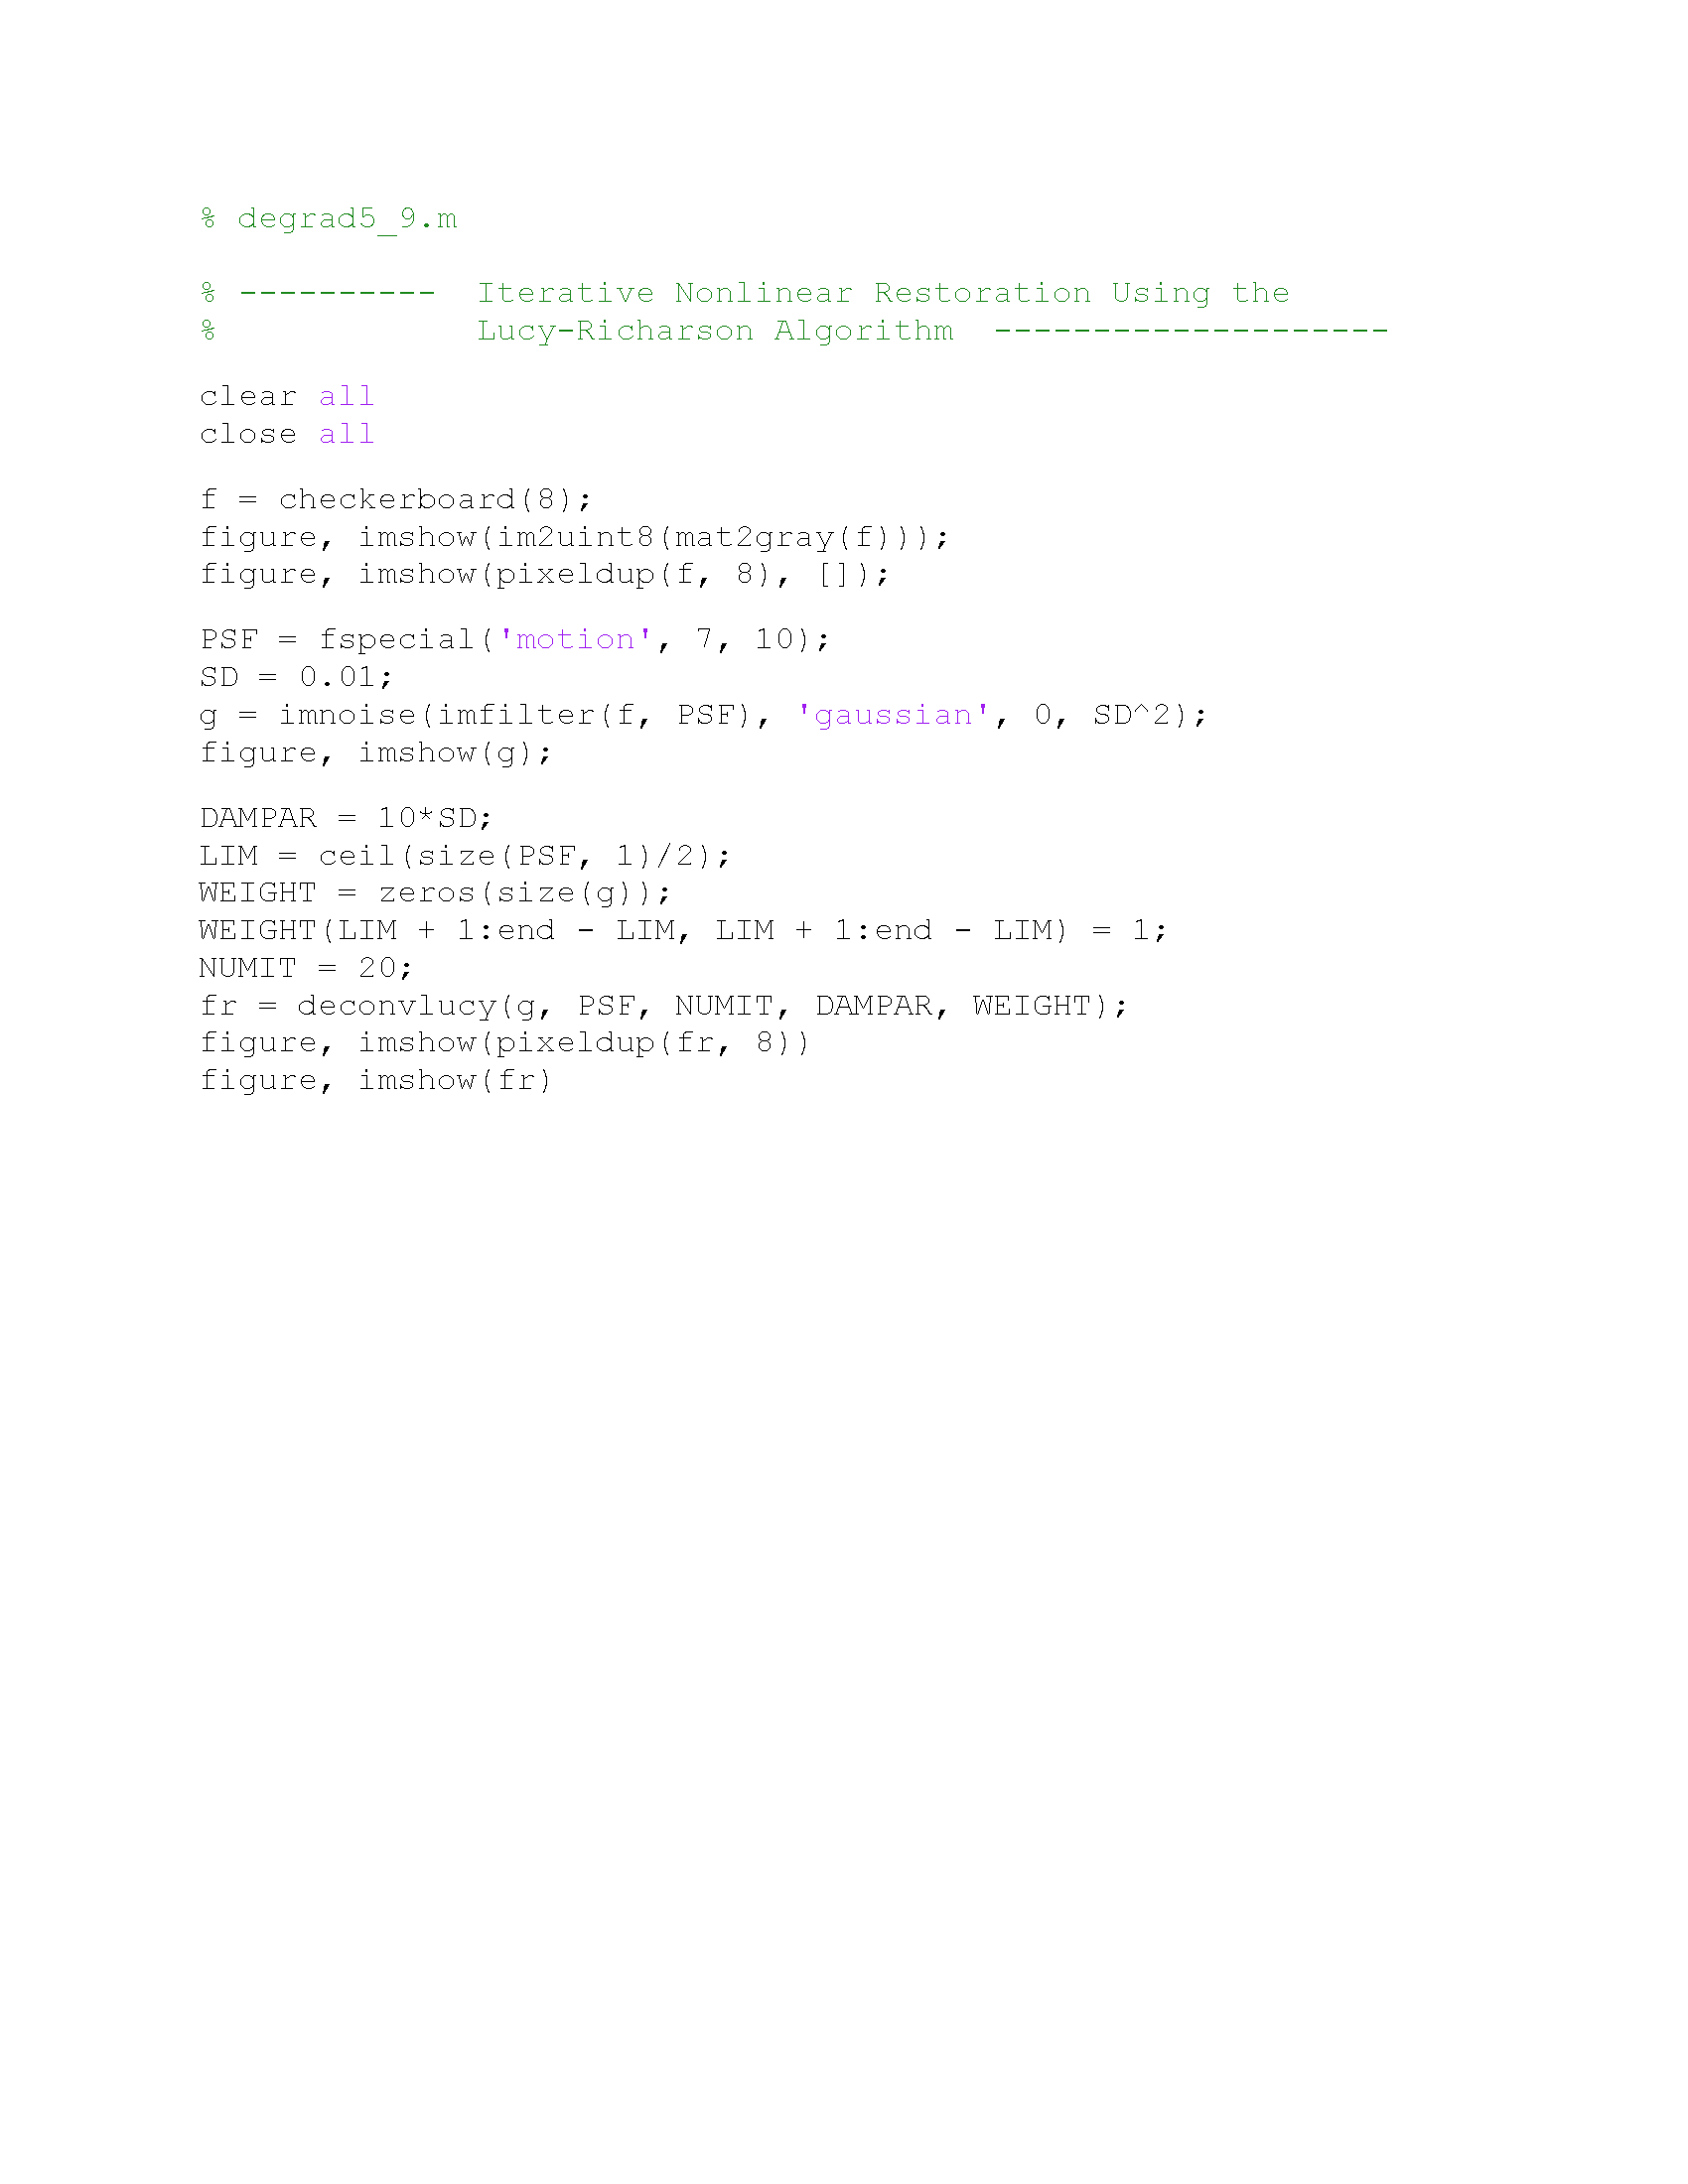 % degrad5_9.m
% ----------  Iterative Nonlinear Restoration Using the
%             Lucy-Richarson Algorithm  --------------------
clear all
close all
f = checkerboard(8);
figure, imshow(im2uint8(mat2gray(f)));
figure, imshow(pixeldup(f, 8), []);
PSF = fspecial('motion', 7, 10);
SD = 0.01;
g = imnoise(imfilter(f, PSF), 'gaussian', 0, SD^2);
figure, imshow(g);
DAMPAR = 10*SD;
LIM = ceil(size(PSF, 1)/2);
WEIGHT = zeros(size(g));
WEIGHT(LIM + 1:end - LIM, LIM + 1:end - LIM) = 1;
NUMIT = 20;
fr = deconvlucy(g, PSF, NUMIT, DAMPAR, WEIGHT);
figure, imshow(pixeldup(fr, 8))
figure, imshow(fr)